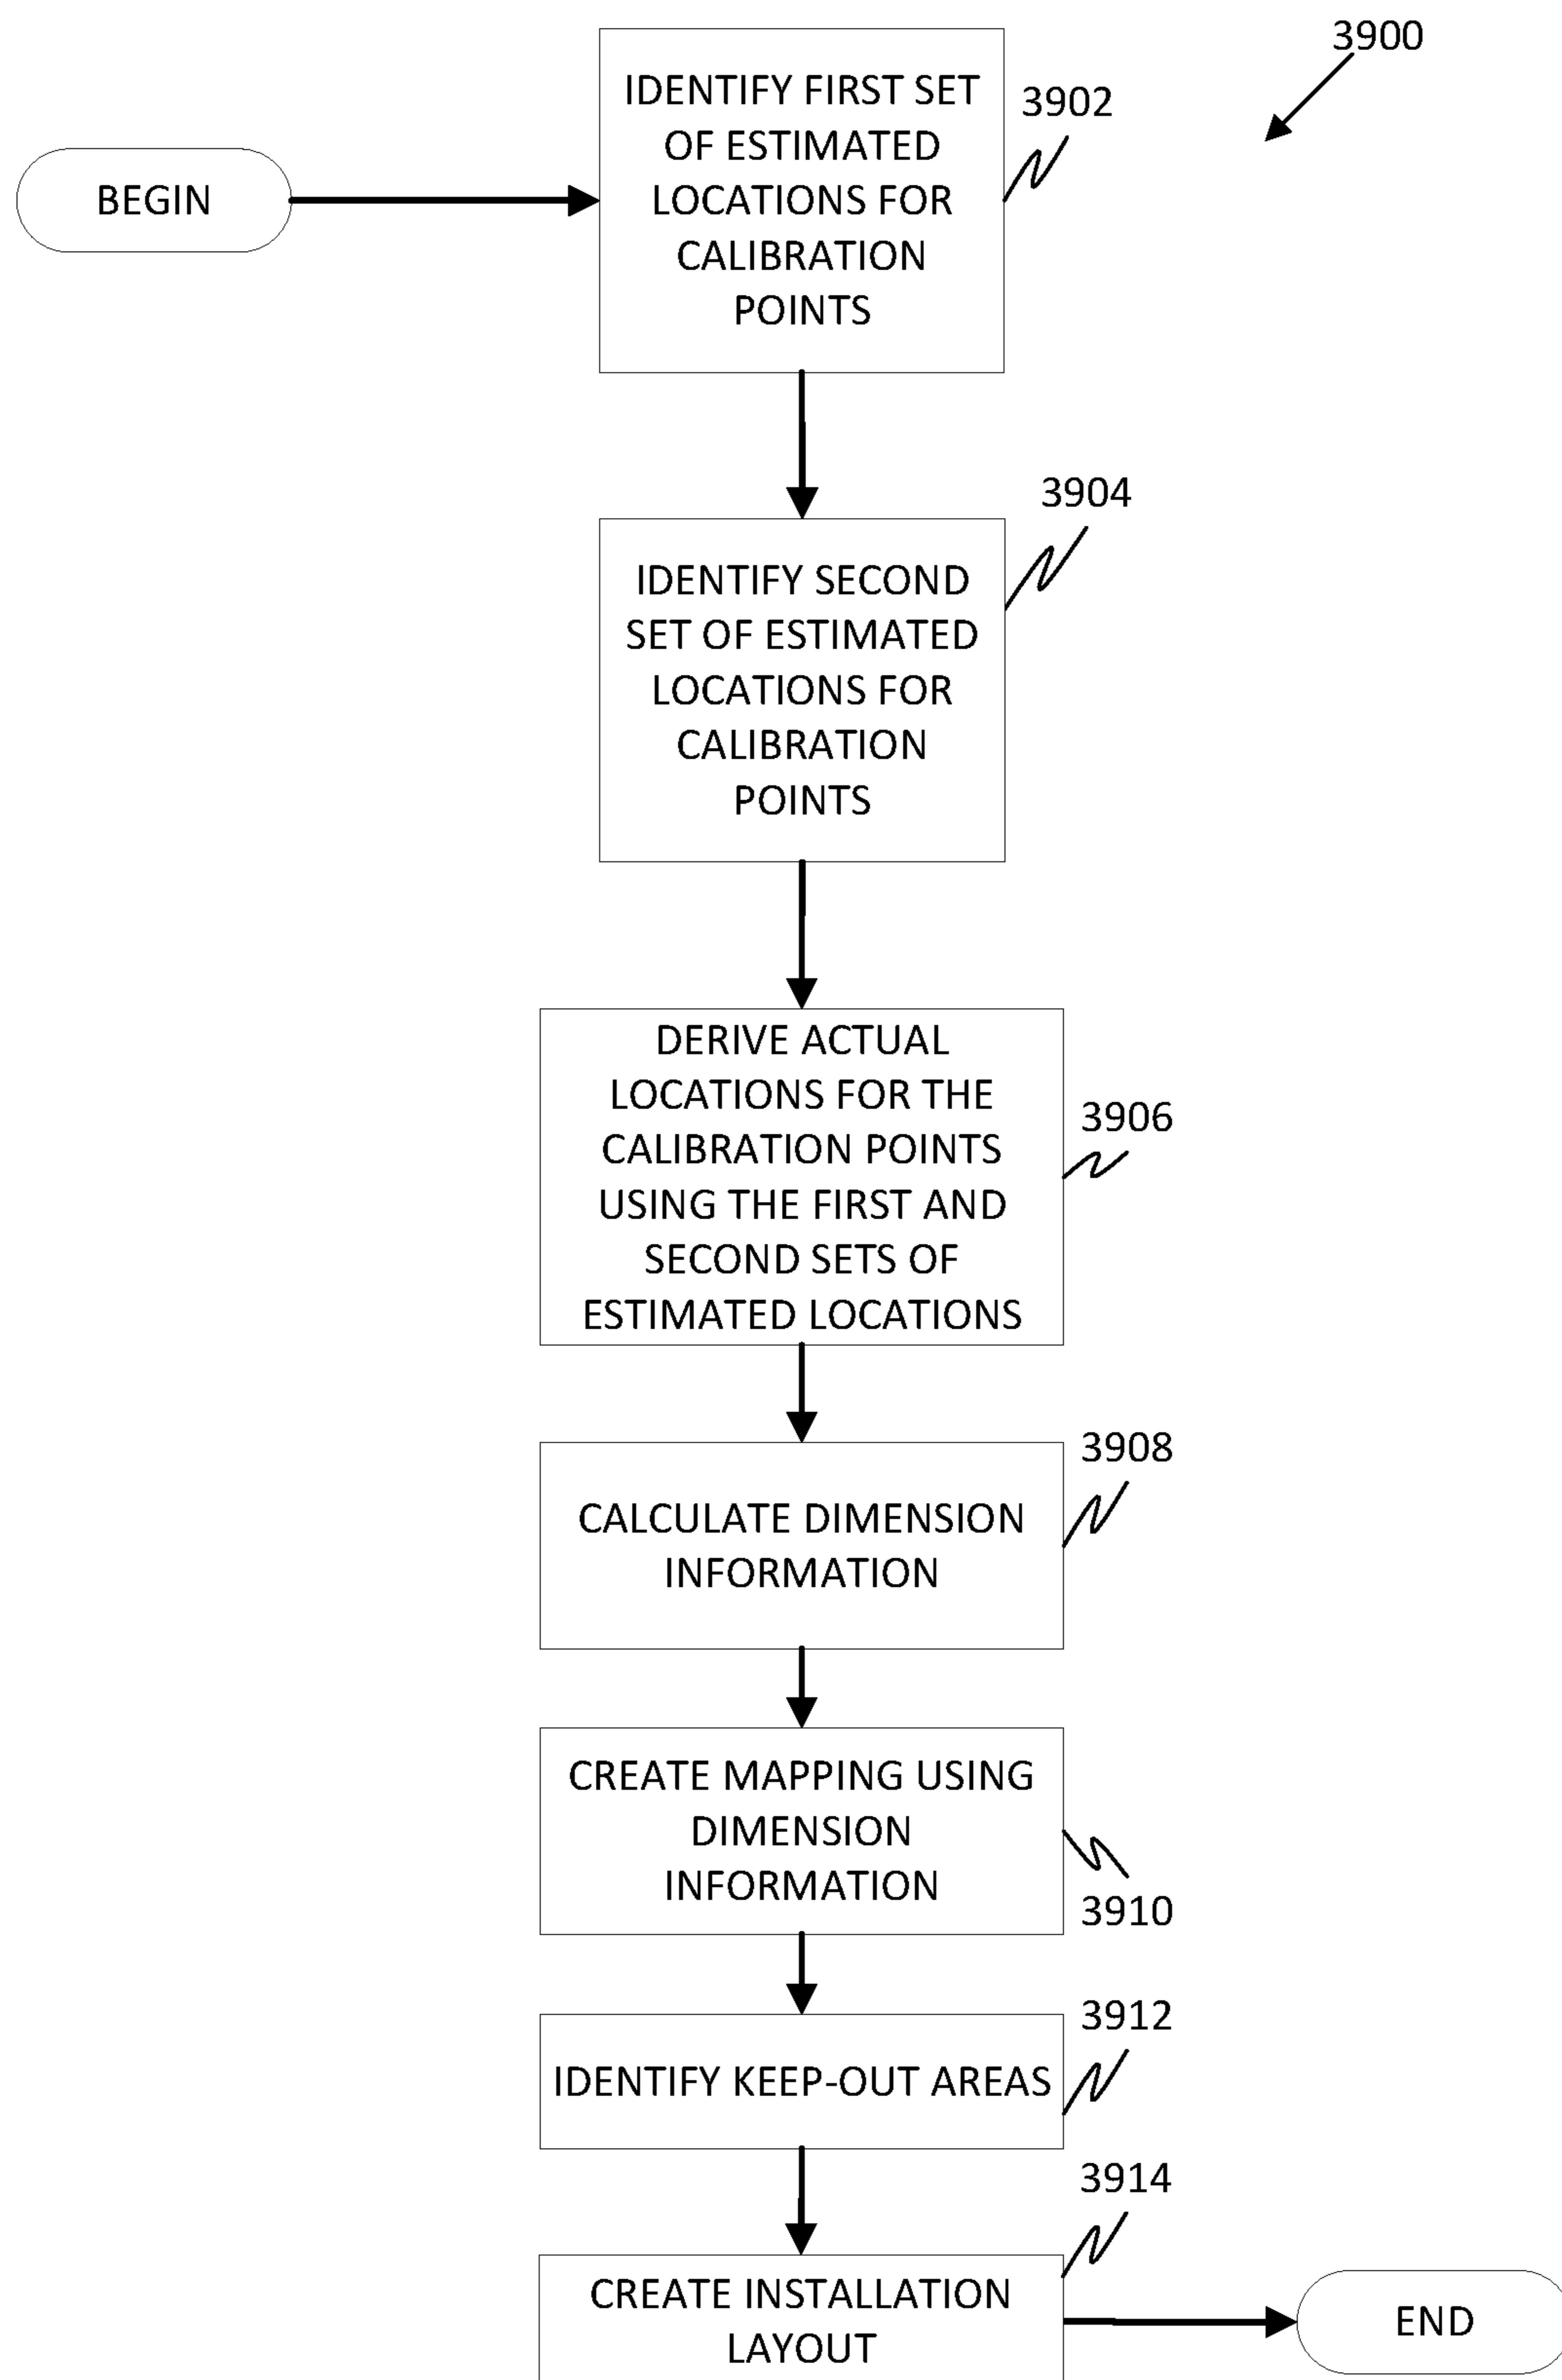 3900
BEGIN
IDENTIFY FIRST SET
OF ESTIMATED
LOCATIONS FOR
CALIBRATION
POINTS
3902
IDENTIFY SECOND
SET OF ESTIMATED
LOCATIONS FOR
CALIBRATION
POINTS
3904
DERIVE ACTUAL
LOCATIONS FOR THE
CALIBRATION POINTS
USING THE FIRST AND
SECOND SETS OF
ESTIMATED LOCATIONS
3906
CALCULATE DIMENSION
INFORMATION
3908
CREATE MAPPING USING
DIMENSION
INFORMATION
3910
IDENTIFY KEEP-OUT AREAS
3912
CREATE INSTALLATION
LAYOUT
3914
END